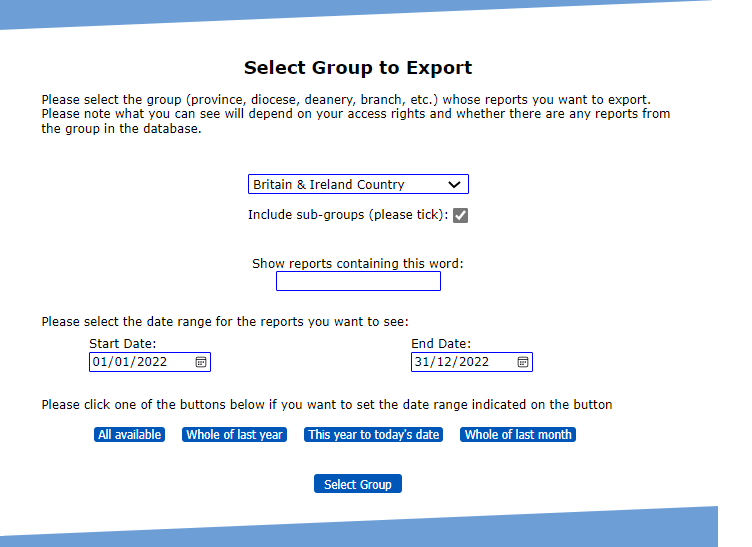 Select Group to Export
Please select the group (province, diocese, deanery, branch, etc.) whose reports you want to export.
Please note what you can see will depend on your access rights and whether there are any reports from
the group in the database.
Britain & Ireland Country
Include sub-groups (please tick):
Show reports containing this word:
Please select the date range for the reports you want to see:
Start Date: End Date:
01/01/2022 31/12/2022
Please click one of the buttons below if you want to set the date range indicated on the button
All available Whole of last year This year to today's date Whole of last month
Select Group